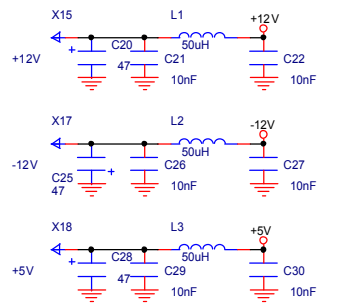 X15 L1 +12V
+12V + C20 47 C21 10nF 50uH C22 10nF
X17 L2 -12V
-12V C25 47 + C26 10nF 50uH C27 10nF
X18 L3 +5V
+5V + C28 47 C29 10nF 50uH C30 10nF